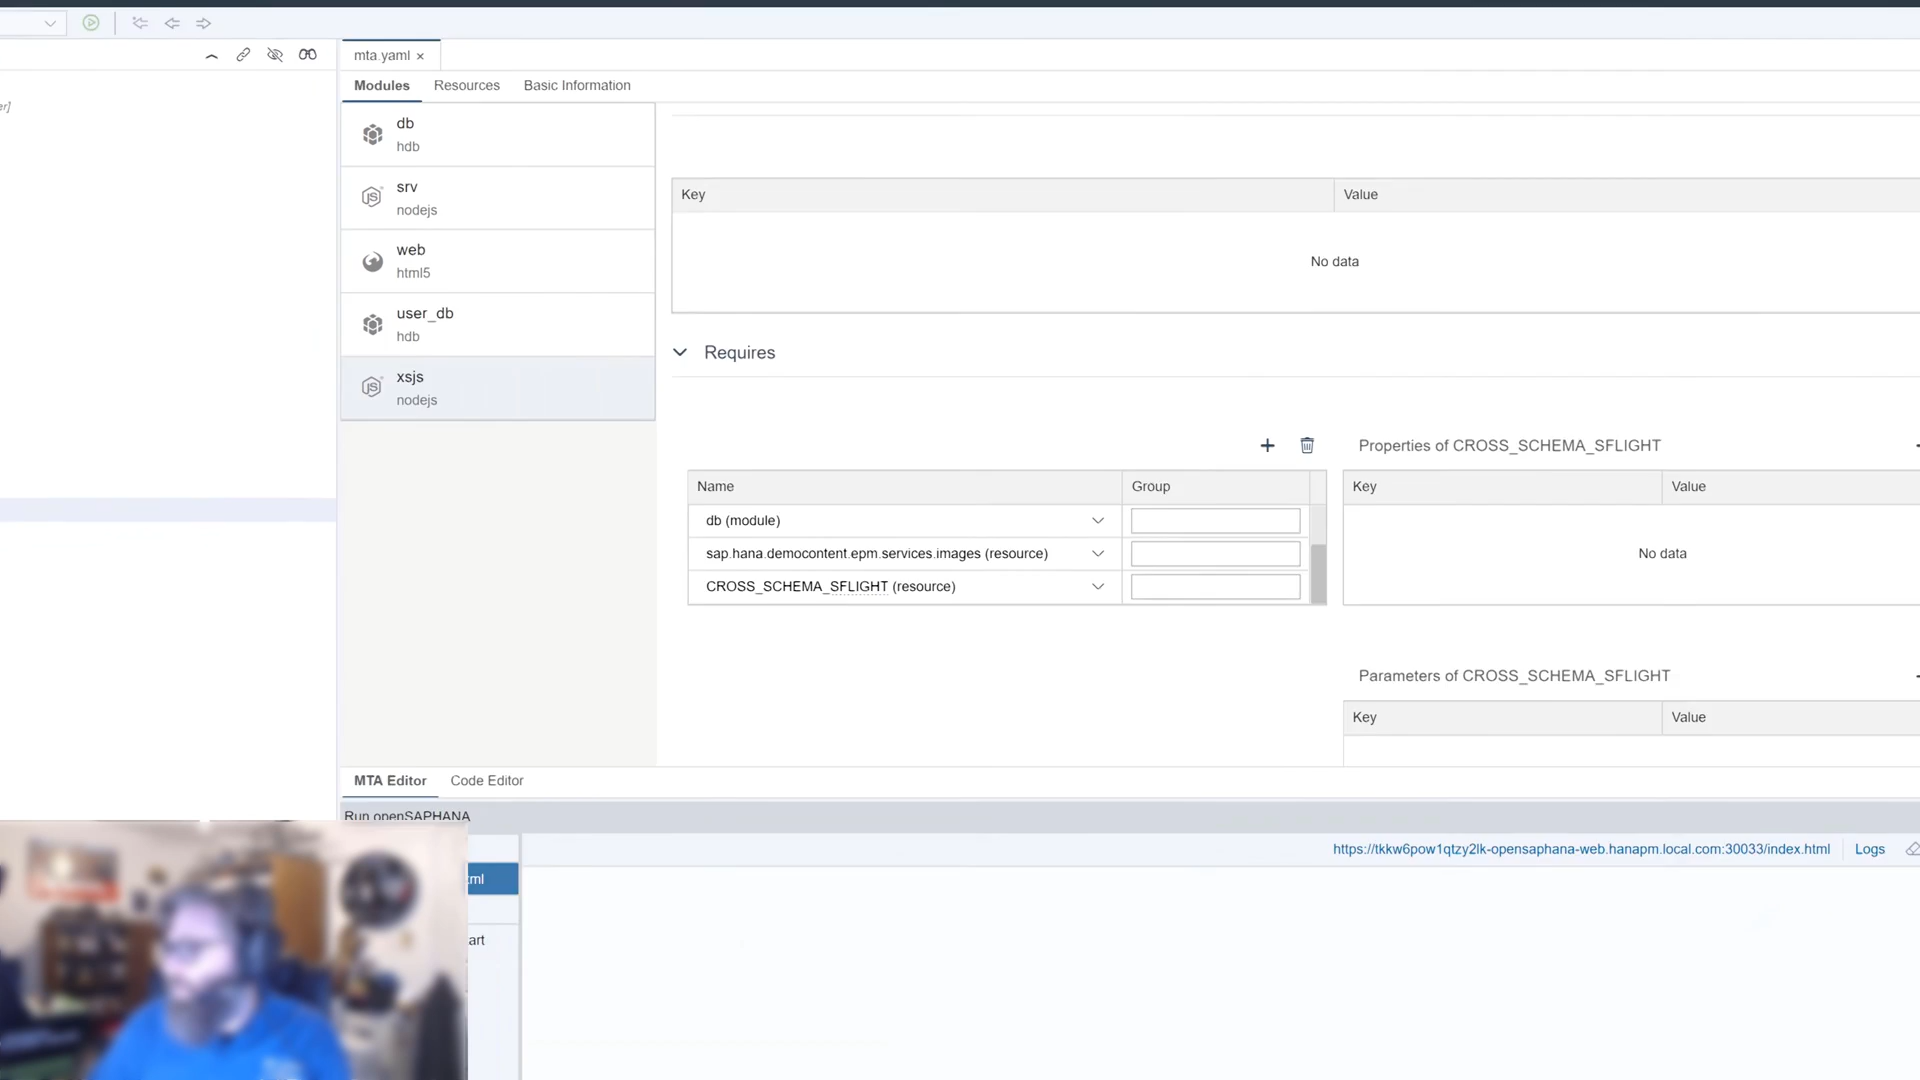 mta.yaml ×
Modules Resources Basic Information
er]
db
hdb
srv
nodejs
web
html5
user_db
hdb
xsjs
nodejs
Key Value
No data
Requires
Properties of CROSS_SCHEMA_SFLIGHT
Name Group
db (module)
sap.hana.democontent.epm.services.images (resource)
CROSS_SCHEMA_SFLIGHT (resource)
Key Value
No data
Parameters of CROSS_SCHEMA_SFLIGHT
Key Value
MTA Editor Code Editor
Run openSAPHANA
https://tkkw6pow1qtzy2lk-opensaphana-web.hanapm.local.com:30033/index.html Logs
ml
art